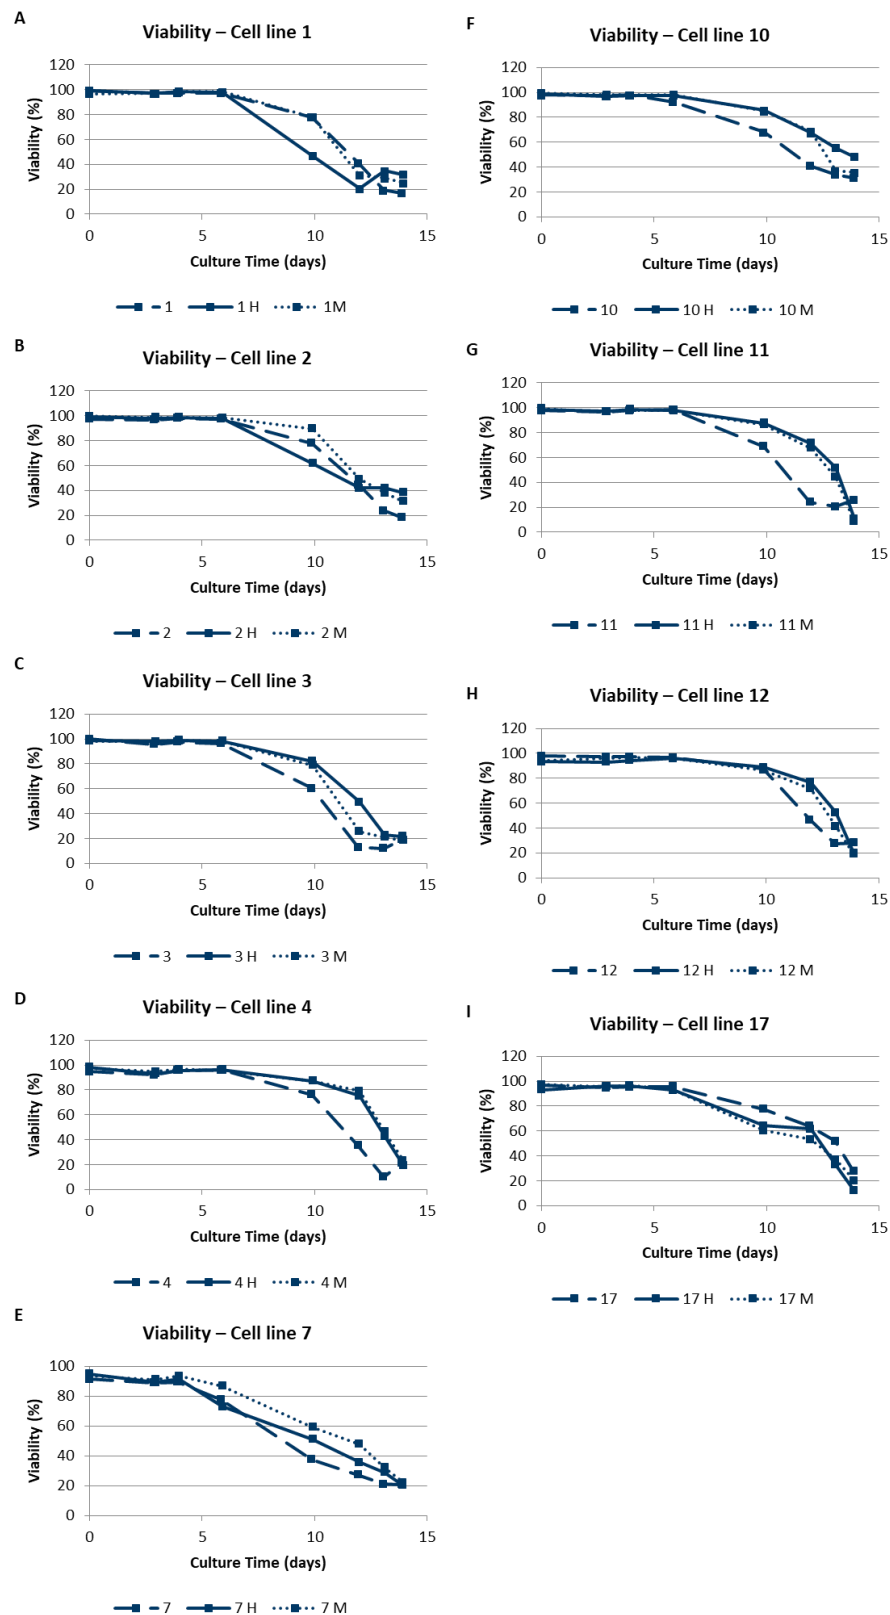 A
Viability – Cell line 1
Viability (%)
120
100
80
60
40
20
0
0 5 10 15
Culture Time (days)
1 1 H 1M
B
Viability – Cell line 2
Viability (%)
120
100
80
60
40
20
0
0 5 10 15
Culture Time (days)
2 2 H 2 M
C
Viability – Cell line 3
Viability (%)
120
100
80
60
40
20
0
0 5 10 15
Culture Time (days)
3 3 H 3 M
D
Viability – Cell line 4
Viability (%)
120
100
80
60
40
20
0
0 5 10 15
Culture Time (days)
4 4 H 4 M
E
Viability – Cell line 7
Viability (%)
100
80
60
40
20
0
0 5 10 15
Culture Time (days)
7 7 H 7 M
F
Viability – Cell line 10
Viability (%)
120
100
80
60
40
20
0
0 5 10 15
Culture Time (days)
10 10 H 10 M
G
Viability – Cell line 11
Viability (%)
120
100
80
60
40
20
0
0 5 10 15
Culture Time (days)
11 11 H 11 M
H
Viability – Cell line 12
Viability (%)
120
100
80
60
40
20
0
0 5 10 15
Culture Time (days)
12 12 H 12 M
I
Viability – Cell line 17
Viability (%)
120
100
80
60
40
20
0
0 5 10 15
Culture Time (days)
17 17 H 17 M